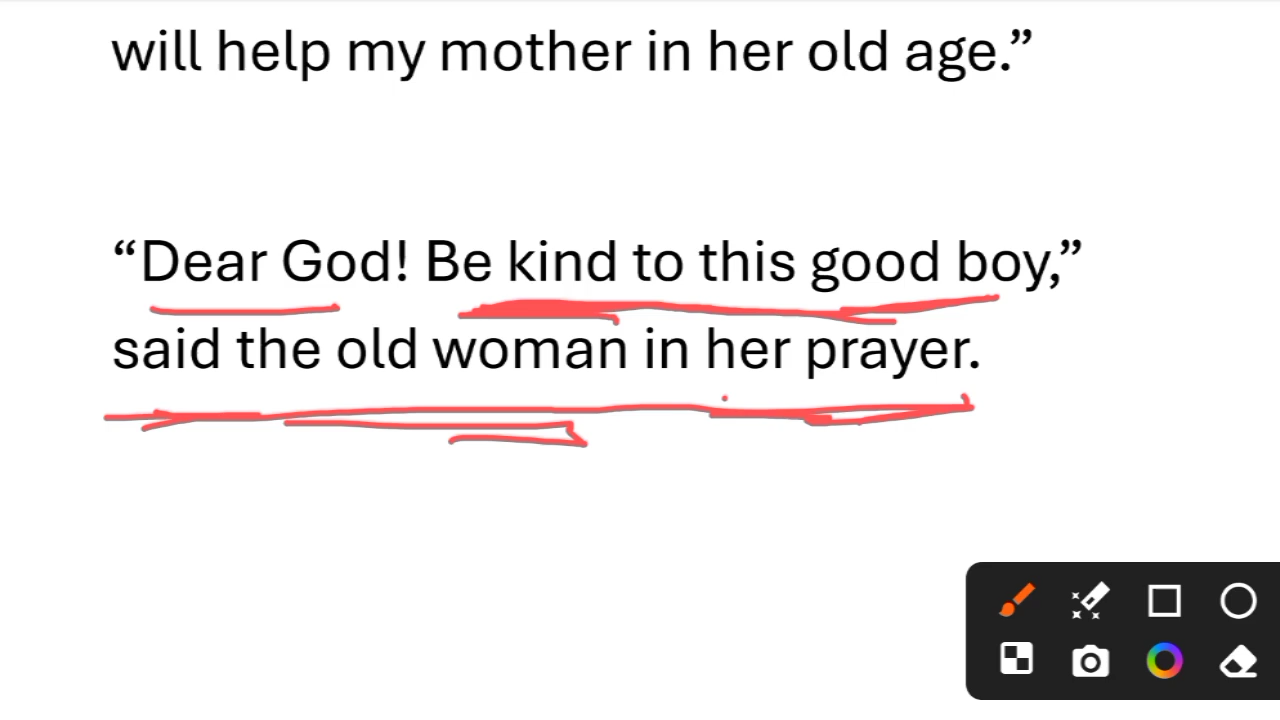 will help my mother in her old age.”
“Dear God! Be kind to this good boy,”
said the old woman in her prayer.